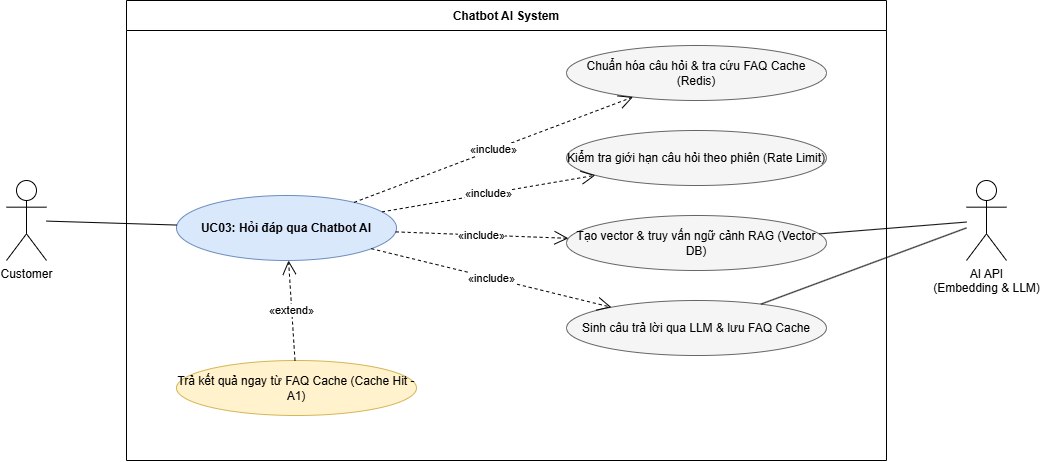 Chatbot AI System
Chuẩn hóa câu hỏi & tra cứu FAQ Cache
(Redis)
«include»
Kiểm tra giới hạn câu hỏi theo phiên (Rate Limit)
«include»
UC03: Hỏi đáp qua Chatbot AI
«include»
Tạo vector & truy vấn ngữ cảnh RAG (Vector
DB)
Customer
AI API
(Embedding & LLM)
«include»
«extend»
Sinh câu trả lời qua LLM & lưu FAQ Cache
Trả kết quả ngay từ FAQ Cache (Cache Hit -
A1)